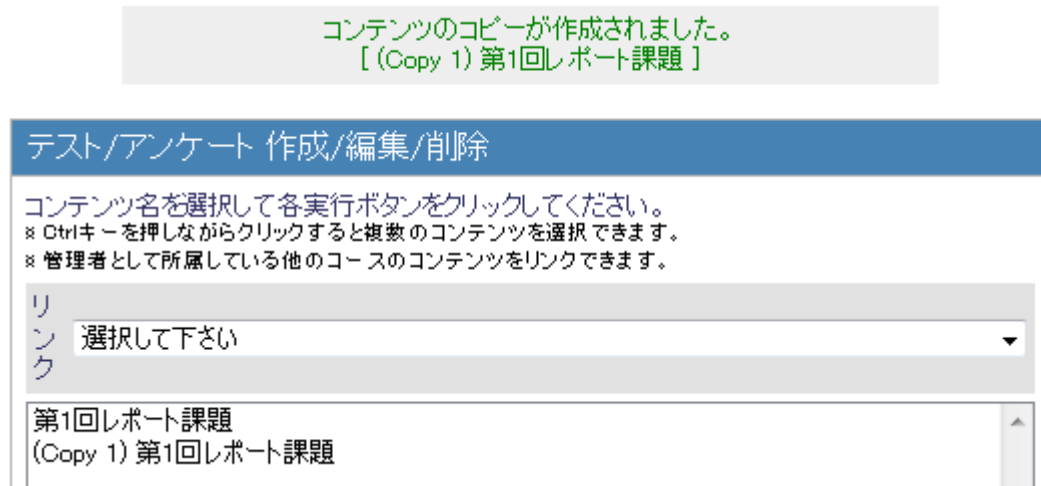 コンテンツのコピーが作成されました。
[ (Copy 1) 第1回レポート課題 ]
テスト/アンケート 作成/編集/削除
コンテンツ名を選択して各実行ボタンをクリックしてください。
※ Ctrlキーを押しながらクリックすると複数のコンテンツを選択できます。
※ 管理者として所属している他のコースのコンテンツをリンクできます。
リンク
選択して下さい
第1回レポート課題
(Copy 1) 第1回レポート課題